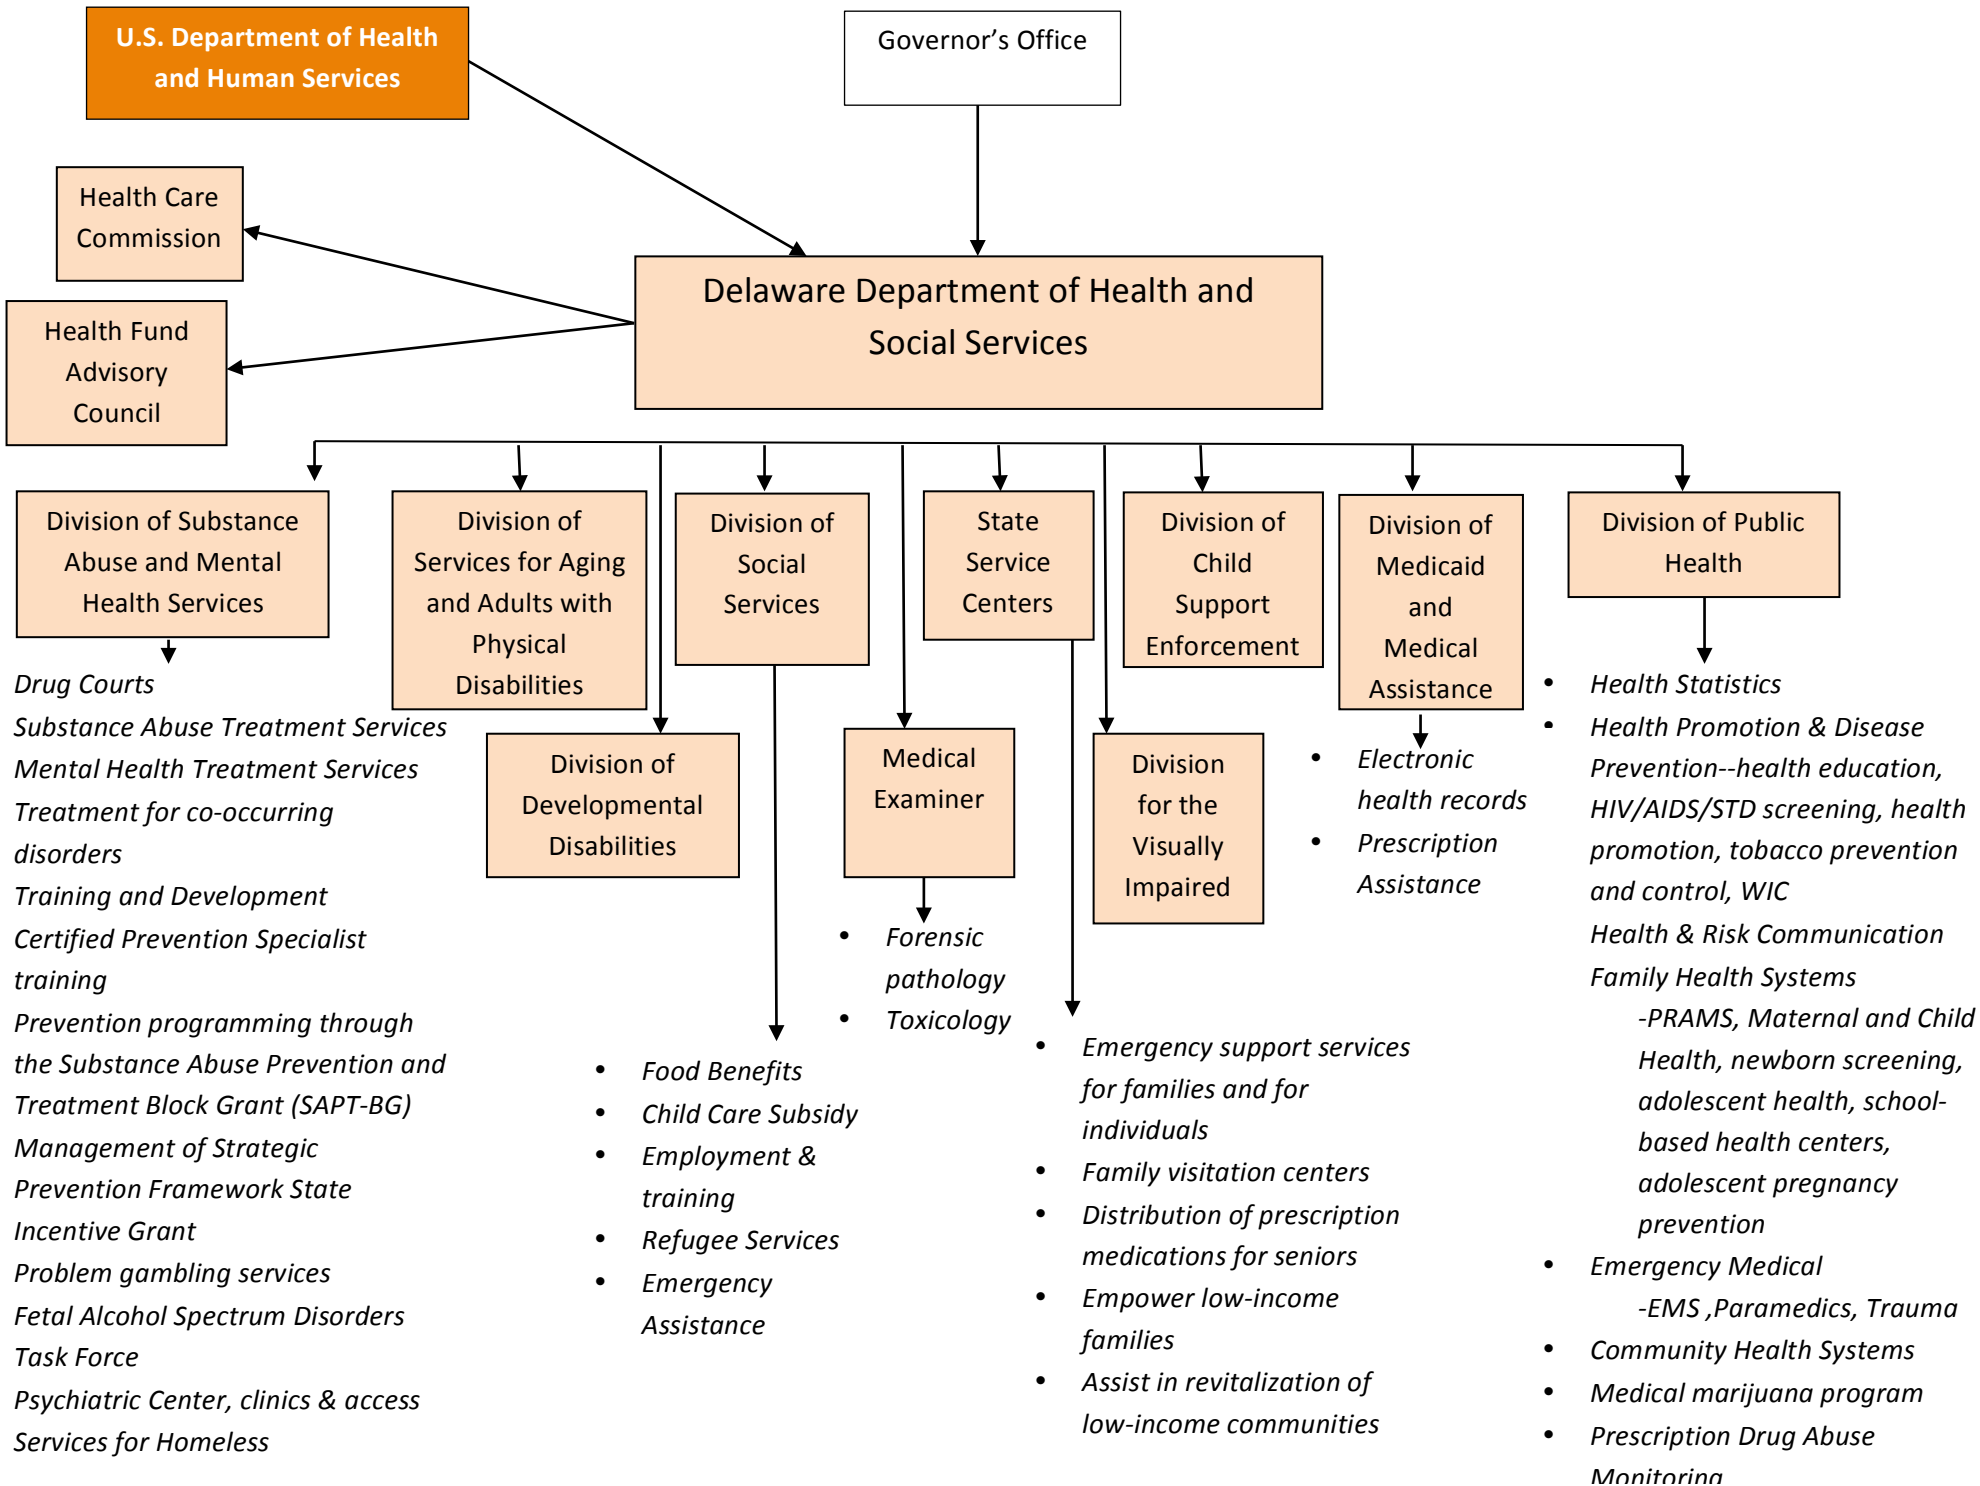 U.S. Department of Health
and Human Services
Governor’s Office
Health Care
Commission
Health Fund
Advisory
Council
Delaware Department of Health and
Social Services
Division of Substance
Abuse and Mental
Health Services
Division of
Services for Aging
and Adults with
Physical
Disabilities
Division of
Social
Services
State
Service
Centers
Division of
Child
Support
Enforcement
Division of
Medicaid
and
Medical
Assistance
Division of Public
Health
Division of
Developmental
Disabilities
Medical
Examiner
Division
for the
Visually
Impaired
Drug Courts
Substance Abuse Treatment Services
Mental Health Treatment Services
Treatment for co-occurring
disorders
Training and Development
Certified Prevention Specialist
training
Prevention programming through
the Substance Abuse Prevention and
Treatment Block Grant (SAPT-BG)
Management of Strategic
Prevention Framework State
Incentive Grant
Problem gambling services
Fetal Alcohol Spectrum Disorders
Task Force
Psychiatric Center, clinics & access
Services for Homeless
• Food Benefits
• Child Care Subsidy
• Employment &
training
• Refugee Services
• Emergency
Assistance
• Forensic
pathology
• Toxicology
• Emergency support services
for families and for
individuals
• Family visitation centers
• Distribution of prescription
medications for seniors
• Empower low-income
families
• Assist in revitalization of
low-income communities
• Electronic
health records
• Prescription
Assistance
• Health Statistics
• Health Promotion & Disease
Prevention--health education,
HIV/AIDS/STD screening, health
promotion, tobacco prevention
and control, WIC
Health & Risk Communication
Family Health Systems
-PRAMS, Maternal and Child
Health, newborn screening,
adolescent health, school-
based health centers,
adolescent pregnancy
prevention
• Emergency Medical
-EMS ,Paramedics, Trauma
• Community Health Systems
• Medical marijuana program
• Prescription Drug Abuse
Monitoring